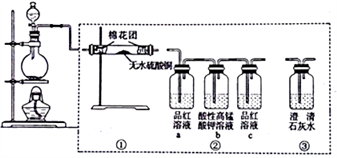 棉花团
无水硫酸铜
品红 酸性高锰 品红
溶液 酸钾溶液 溶液
a b c
澄 清
石灰水
① ② ③